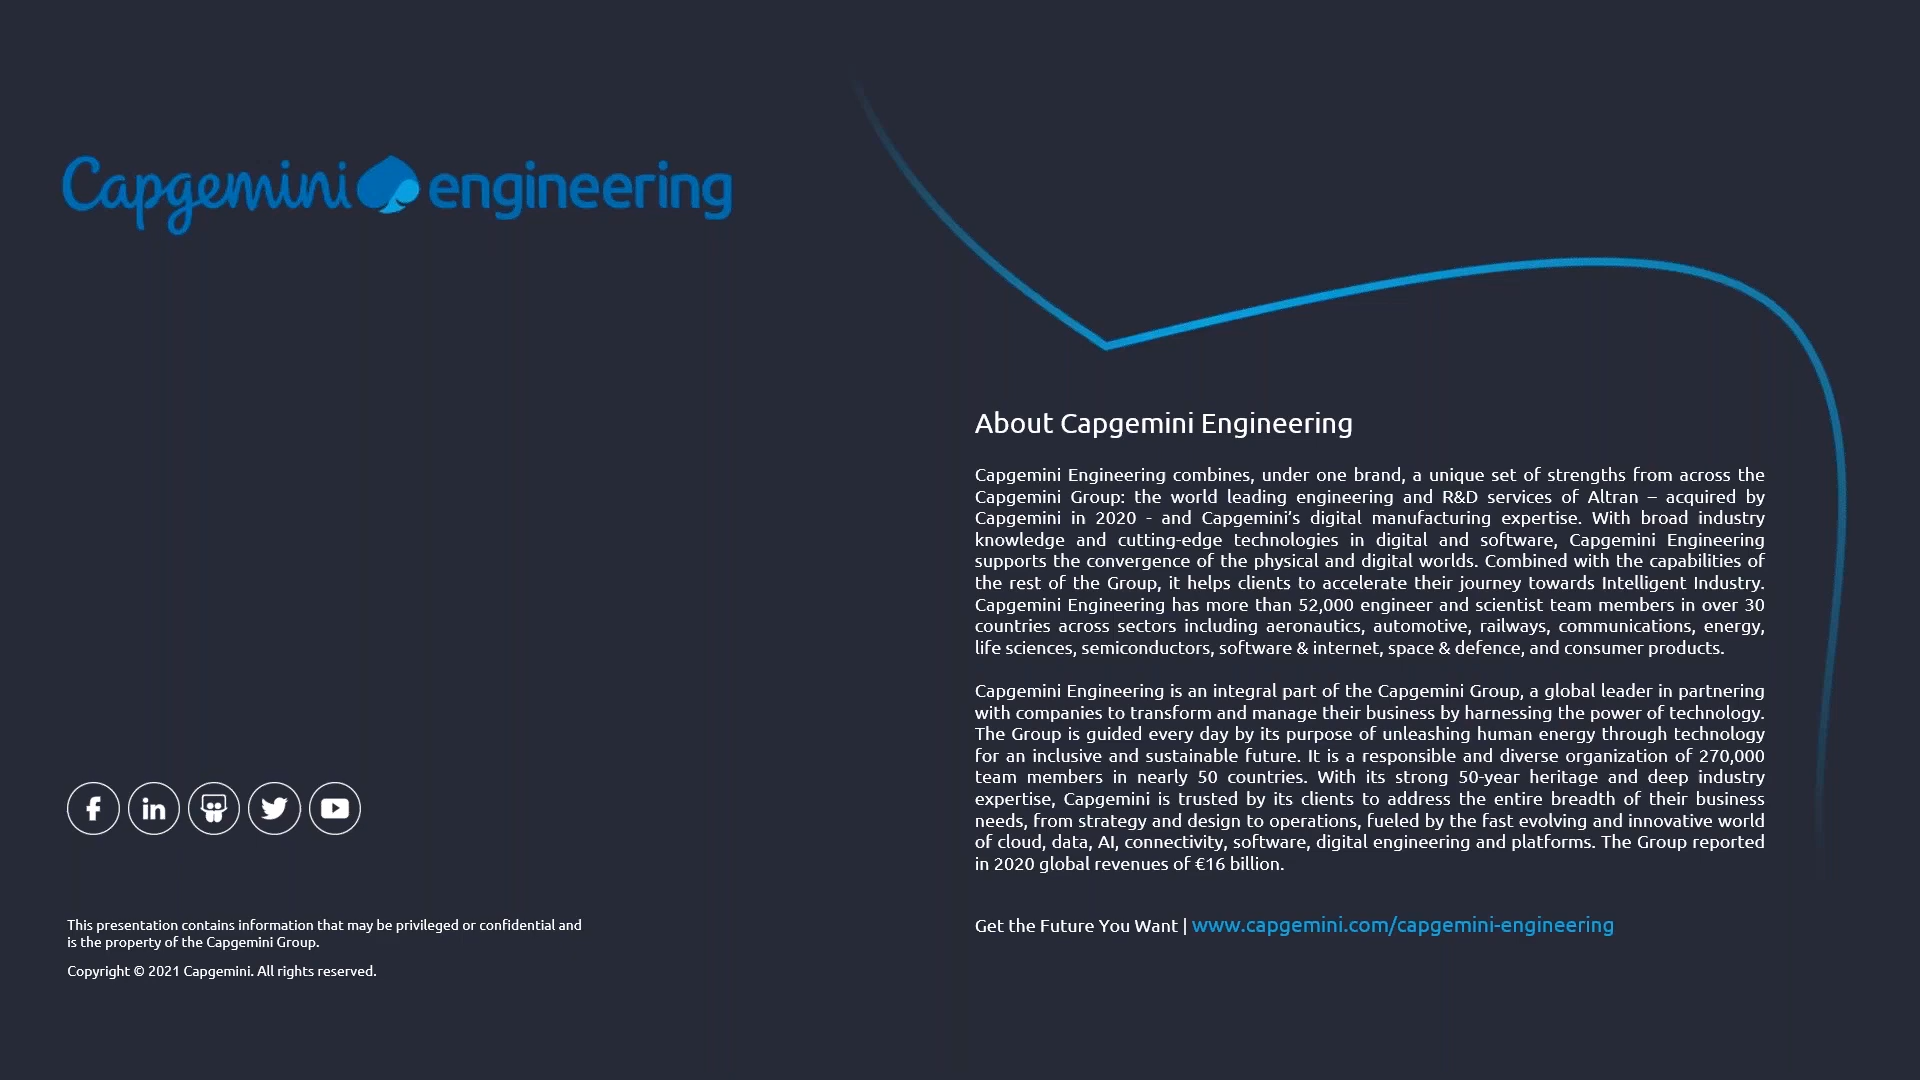 Capgemini engineering
About Capgemini Engineering
Capgemini Engineering combines, under one brand, a unique set of strengths from across the
Capgemini Group: the world leading engineering and R&D services of Altran – acquired by
Capgemini in 2020 - and Capgemini’s digital manufacturing expertise. With broad industry
knowledge and cutting-edge technologies in digital and software, Capgemini Engineering
supports the convergence of the physical and digital worlds. Combined with the capabilities of
the rest of the Group, it helps clients to accelerate their journey towards Intelligent Industry.
Capgemini Engineering has more than 52,000 engineer and scientist team members in over 30
countries across sectors including aeronautics, automotive, railways, communications, energy,
life sciences, semiconductors, software & internet, space & defence, and consumer products.
Capgemini Engineering is an integral part of the Capgemini Group, a global leader in partnering
with companies to transform and manage their business by harnessing the power of technology.
The Group is guided every day by its purpose of unleashing human energy through technology
for an inclusive and sustainable future. It is a responsible and diverse organization of 270,000
team members in nearly 50 countries. With its strong 50-year heritage and deep industry
expertise, Capgemini is trusted by its clients to address the entire breadth of their business
needs, from strategy and design to operations, fueled by the fast evolving and innovative world
of cloud, data, AI, connectivity, software, digital engineering and platforms. The Group reported
in 2020 global revenues of €16 billion.
Get the Future You Want | www.capgemini.com/capgemini-engineering
This presentation contains information that may be privileged or confidential and
is the property of the Capgemini Group.
Copyright © 2021 Capgemini. All rights reserved.